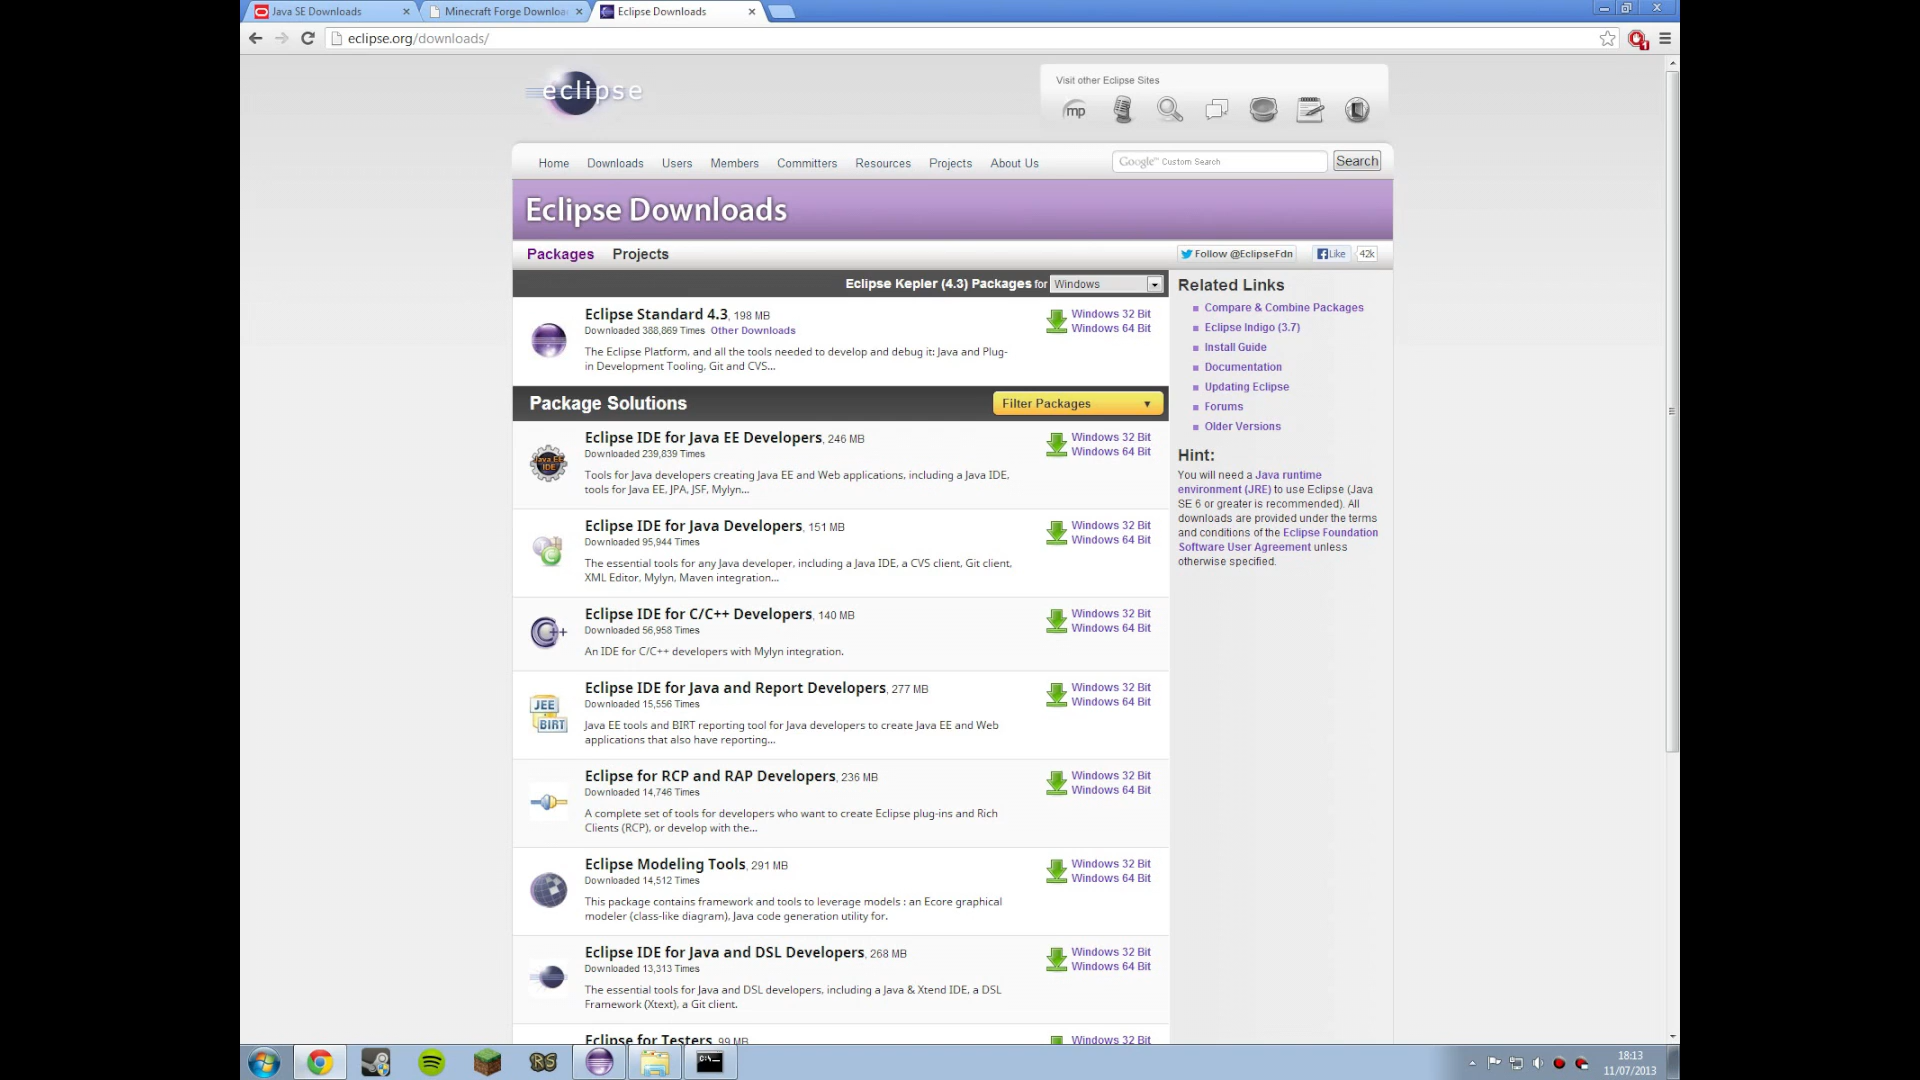 Java SE Downloads
Minecraft Forge Downloa
Eclipse Downloads
eclipse.org/downloads/
eclipse
Visit other Eclipse Sites
mp
Home Downloads Users Members Committers Resources Projects About Us
Google™ Custom Search
Search
Eclipse Downloads
Packages Projects
Follow @EclipseFdn
Like 42k
Eclipse Kepler (4.3) Packages for Windows
Eclipse Standard 4.3, 198 MB
Downloaded 388,869 Times Other Downloads
The Eclipse Platform, and all the tools needed to develop and debug it: Java and Plug-
in Development Tooling, Git and CVS...
Windows 32 Bit
Windows 64 Bit
Package Solutions
Filter Packages
Java EE
IDE
Eclipse IDE for Java EE Developers, 246 MB
Downloaded 239,839 Times
Tools for Java developers creating Java EE and Web applications, including a Java IDE,
tools for Java EE, JPA, JSF, Mylyn...
Windows 32 Bit
Windows 64 Bit
Eclipse IDE for Java Developers, 151 MB
Downloaded 95,944 Times
The essential tools for any Java developer, including a Java IDE, a CVS client, Git client,
XML Editor, Mylyn, Maven integration...
Windows 32 Bit
Windows 64 Bit
C++
Eclipse IDE for C/C++ Developers, 140 MB
Downloaded 56,958 Times
An IDE for C/C++ developers with Mylyn integration.
Windows 32 Bit
Windows 64 Bit
JEE
BIRT
Eclipse IDE for Java and Report Developers, 277 MB
Downloaded 15,556 Times
Java EE tools and BIRT reporting tool for Java developers to create Java EE and Web
applications that also have reporting...
Windows 32 Bit
Windows 64 Bit
Eclipse for RCP and RAP Developers, 236 MB
Downloaded 14,746 Times
A complete set of tools for developers who want to create Eclipse plug-ins and Rich
Clients (RCP), or develop with the...
Windows 32 Bit
Windows 64 Bit
Eclipse Modeling Tools, 291 MB
Downloaded 14,512 Times
This package contains framework and tools to leverage models : an Ecore graphical
modeler (class-like diagram), Java code generation utility for.
Windows 32 Bit
Windows 64 Bit
Eclipse IDE for Java and DSL Developers, 268 MB
Downloaded 13,313 Times
The essential tools for Java and DSL developers, including a Java & Xtend IDE, a DSL
Framework (Xtext), a Git client.
Windows 32 Bit
Windows 64 Bit
Eclipse for Testers, 99 MB
Windows 32 Bit
Related Links
Compare & Combine Packages
Eclipse Indigo (3.7)
Install Guide
Documentation
Updating Eclipse
Forums
Older Versions
Hint:
You will need a Java runtime
environment (JRE) to use Eclipse (Java
SE 6 or greater is recommended). All
downloads are provided under the terms
and conditions of the Eclipse Foundation
Software User Agreement unless
otherwise specified.
RS
C:\
18:13
11/07/2013